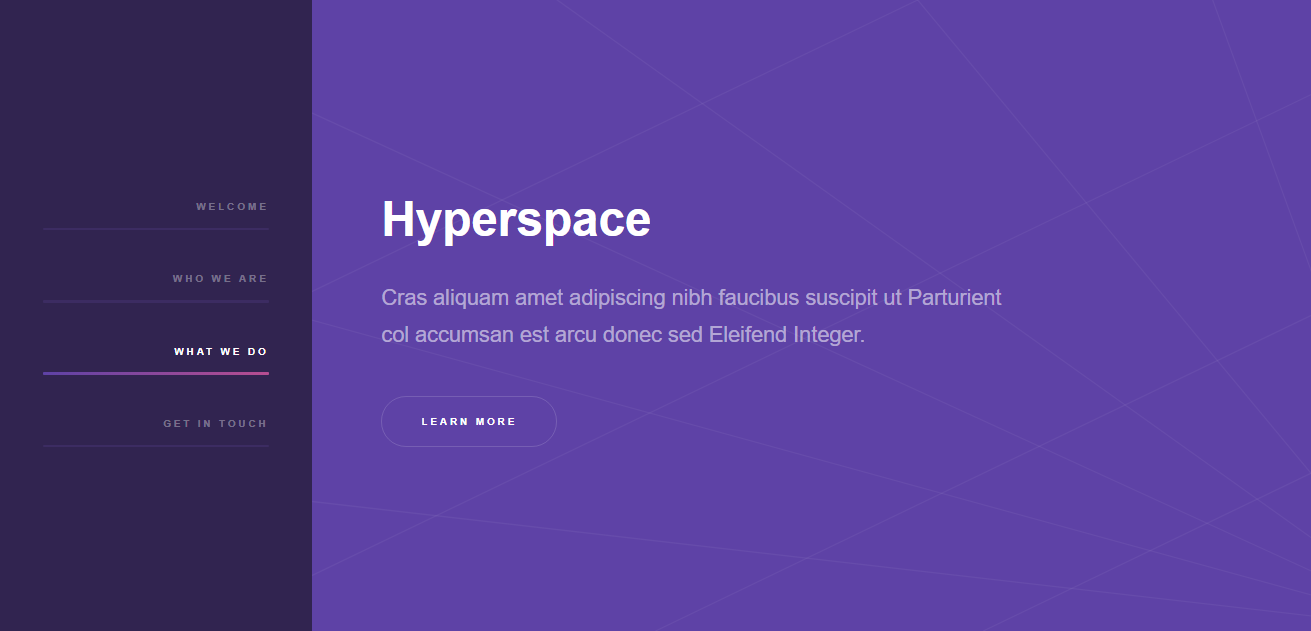 WELCOME
WHO WE ARE
WHAT WE DO
GET IN TOUCH
Hyperspace
Cras aliquam amet adipiscing nibh faucibus suscipit ut Parturient
col accumsan est arcu donec sed Eleifend Integer.
LEARN MORE